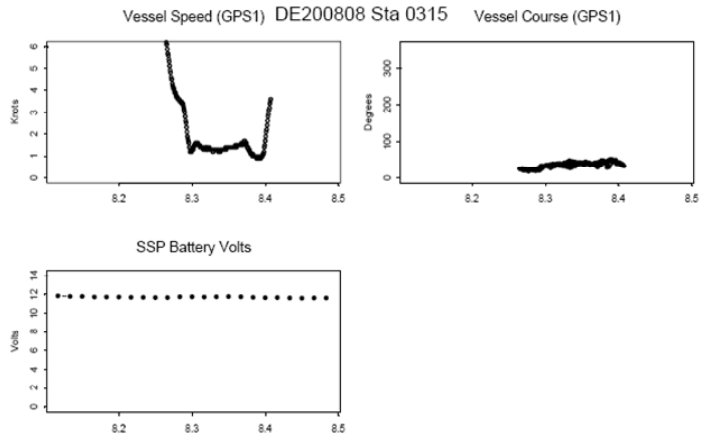 Vessel Speed (GPS1) DE200808 Sta 0315 Vessel Course (GPS1)
Knots
6
5
4
3
2
1
0
8.2 8.3 8.4 8.5
Degrees
300
200
100
0
8.2 8.3 8.4 8.5
SSP Battery Volts
Volts
14
12
10
8
6
4
2
0
8.2 8.3 8.4 8.5